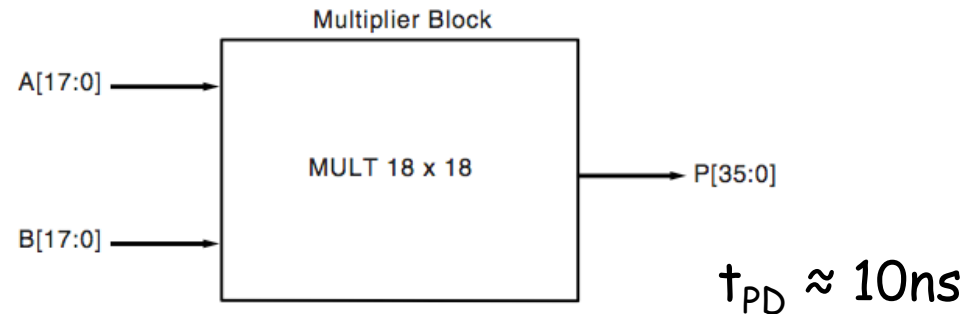 Multiplier Block
A[17:0]
MULT 18 x 18
P[35:0]
B[17:0]
tPD ≈ 10ns